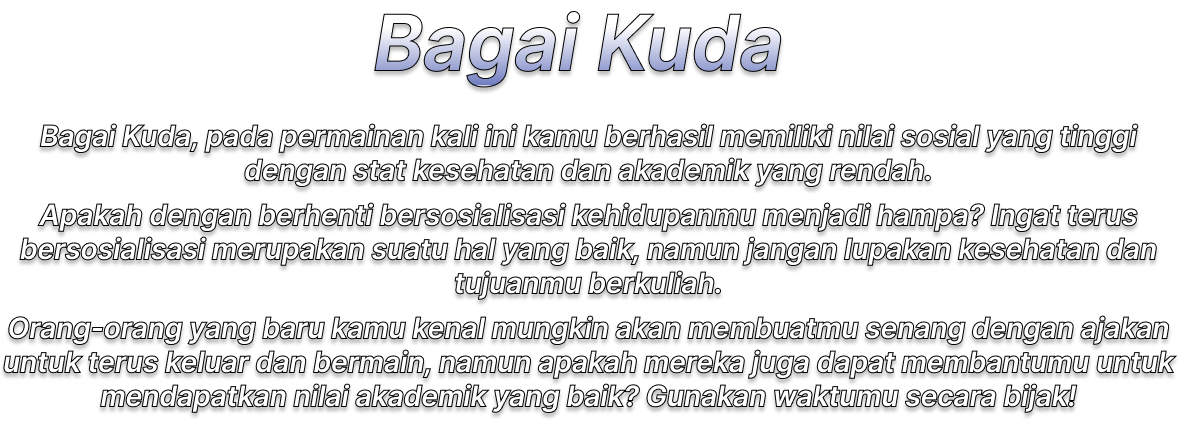 Bagai Kuda
Bagai Kuda, pada permainan kali ini kamu berhasil memiliki nilai sosial yang tinggi
dengan stat kesehatan dan akademik yang rendah.
Apakah dengan berhenti bersosialisasi kehidupanmu menjadi hampa? Ingat terus
bersosialisasi merupakan suatu hal yang baik, namun jangan lupakan kesehatan dan
tujuanmu berkuliah.
Orang-orang yang baru kamu kenal mungkin akan membuatmu senang dengan ajakan
untuk terus keluar dan bermain, namun apakah mereka juga dapat membantumu untuk
mendapatkan nilai akademik yang baik? Gunakan waktumu secara bijak!